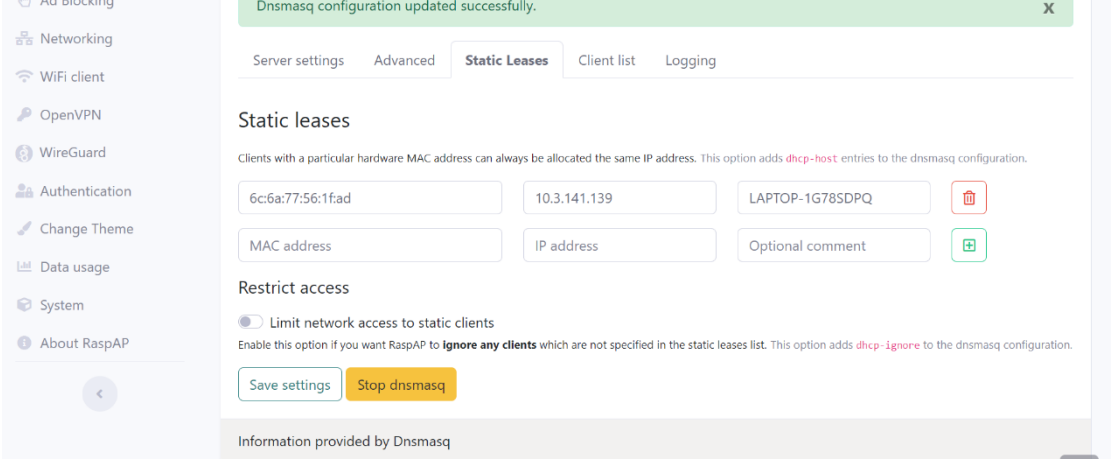 Ad Blocking
Networking
WiFi client
OpenVPN
WireGuard
Authentication
Change Theme
Data usage
System
About RaspAP
Dnsmasq configuration updated successfully. X
Server settings Advanced Static Leases Client list Logging
Static leases
Clients with a particular hardware MAC address can always be allocated the same IP address. This option adds dhcp-host entries to the dnsmasq configuration.
6c:6a:77:56:1f:ad 10.3.141.139 LAPTOP-1G78SDPQ
MAC address IP address Optional comment
Restrict access
Limit network access to static clients
Enable this option if you want RaspAP to ignore any clients which are not specified in the static leases list. This option adds dhcp-ignore to the dnsmasq configuration.
Save settings Stop dnsmasq
Information provided by Dnsmasq